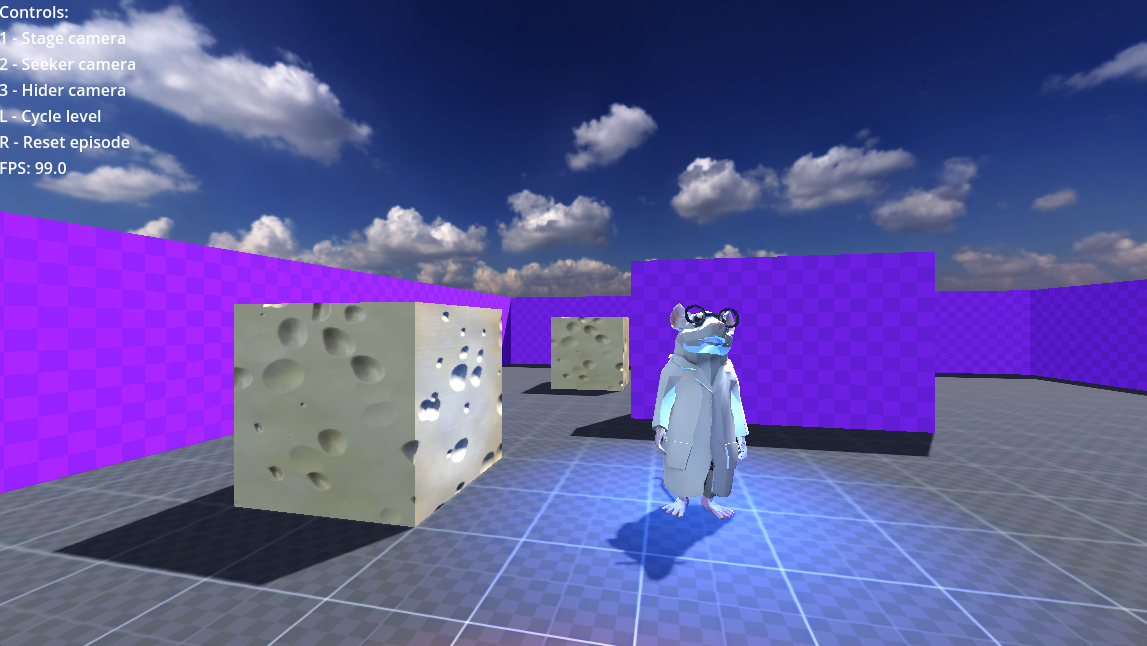 Controls:
1 - Stage camera
2 - Seeker camera
3 - Hider camera
L - Cycle level
R - Reset episode
FPS: 99.0